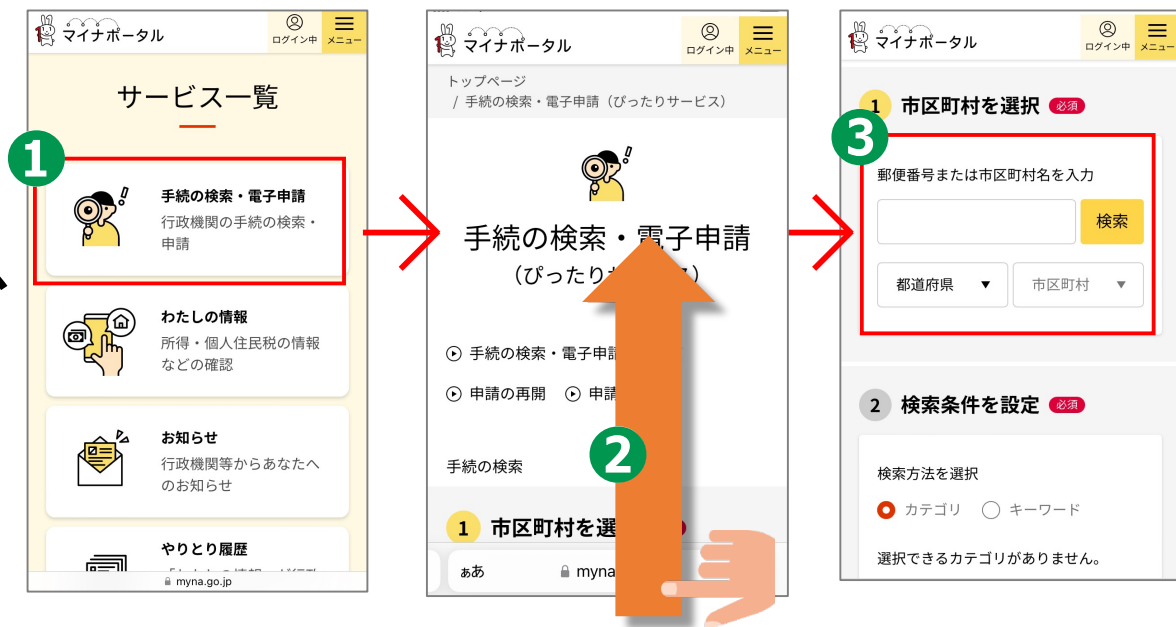 マイナポータル
ログイン中
メニュー
サービス一覧
1
手続の検索・電子申請
行政機関の手続の検索・
申請
わたしの情報
所得・個人住民税の情報
などの確認
お知らせ
行政機関等からあなたへ
のお知らせ
やりとり履歴
myna.go.jp
マイナポータル
ログイン中
メニュー
トップページ
/ 手続の検索・電子申請（ぴったりサービス）
手続の検索・電子申請
（ぴったり
手続の検索・電子申
申請の再開
申
2
手続の検索
1 市区町村を選
ぁあ
myna
マイナポータル
ログイン中
メニュー
1 市区町村を選択 必須
3
郵便番号または市区町村名を入力
検索
都道府県 ▼
市区町村 ▼
2 検索条件を設定 必須
検索方法を選択
カテゴリ
キーワード
選択できるカテゴリがありません。